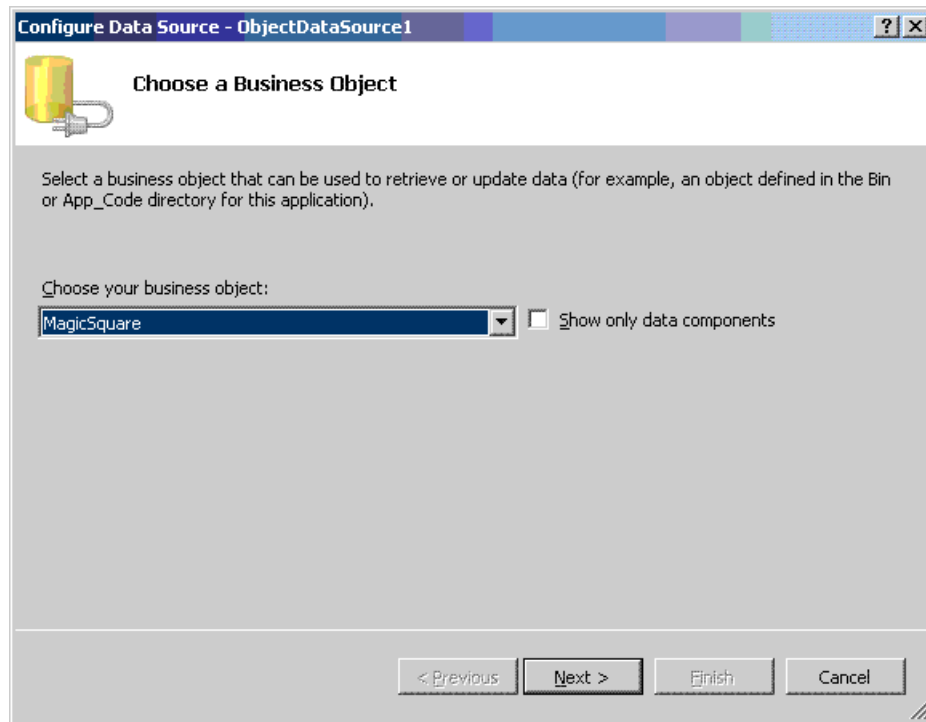 Configure Data Source - ObjectDataSource1
Choose a Business Object
Select a business object that can be used to retrieve or update data (for example, an object defined in the Bin
or App_Code directory for this application).
Choose your business object:
MagicSquare
Show only data components
< Previous
Next >
Finish
Cancel